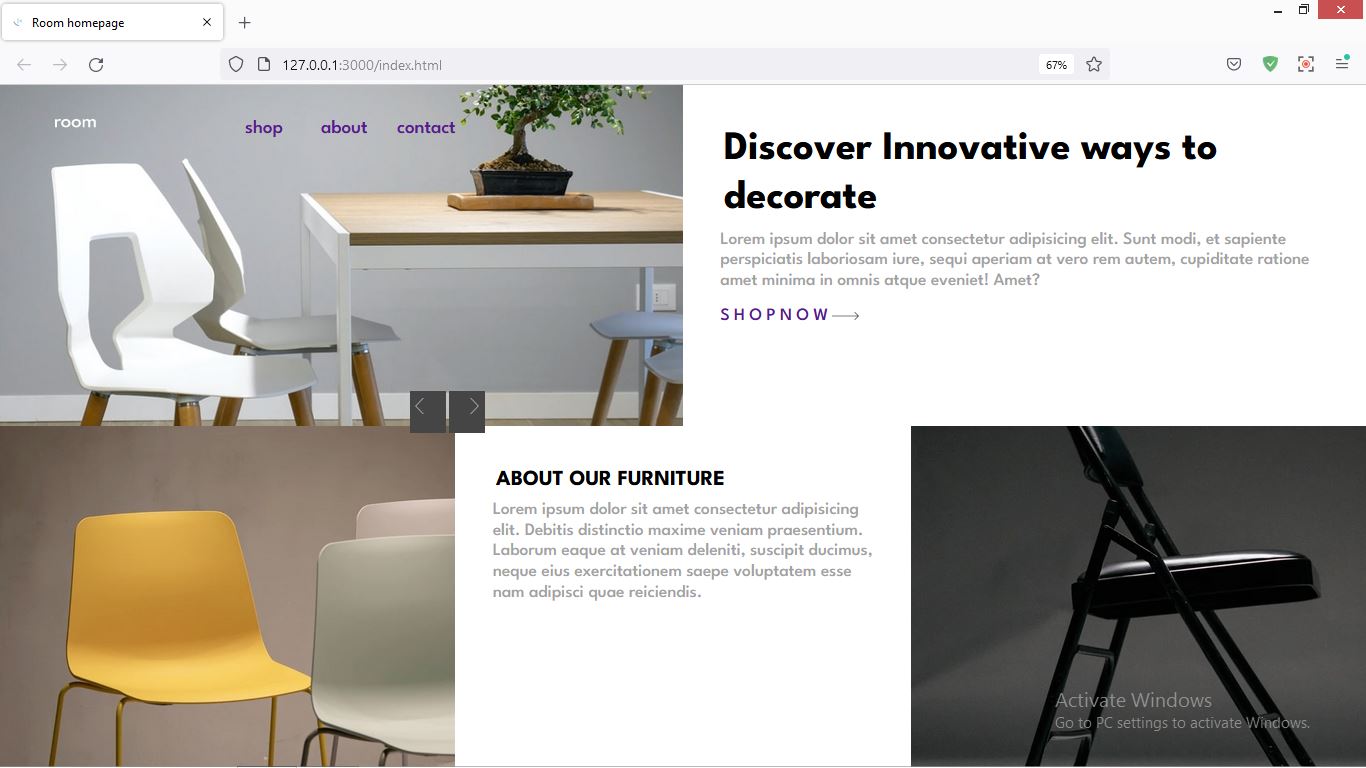 Room homepage
127.0.0.1:3000/index.html
67%
room
shop about contact
Discover Innovative ways to
decorate
Lorem ipsum dolor sit amet consectetur adipisicing elit. Sunt modi, et sapiente
perspiciatis laboriosam iure, sequi aperiam at vero rem autem, cupiditate ratione
amet minima in omnis atque eveniet! Amet?
SHOPNOW
ABOUT OUR FURNITURE
Lorem ipsum dolor sit amet consectetur adipisicing
elit. Debitis distinctio maxime veniam praesentium.
Laborum eaque at veniam deleniti, suscipit ducimus,
neque eius exercitationem saepe voluptatem esse
nam adipisci quae reiciendis.
Activate Windows
Go to PC settings to activate Windows.